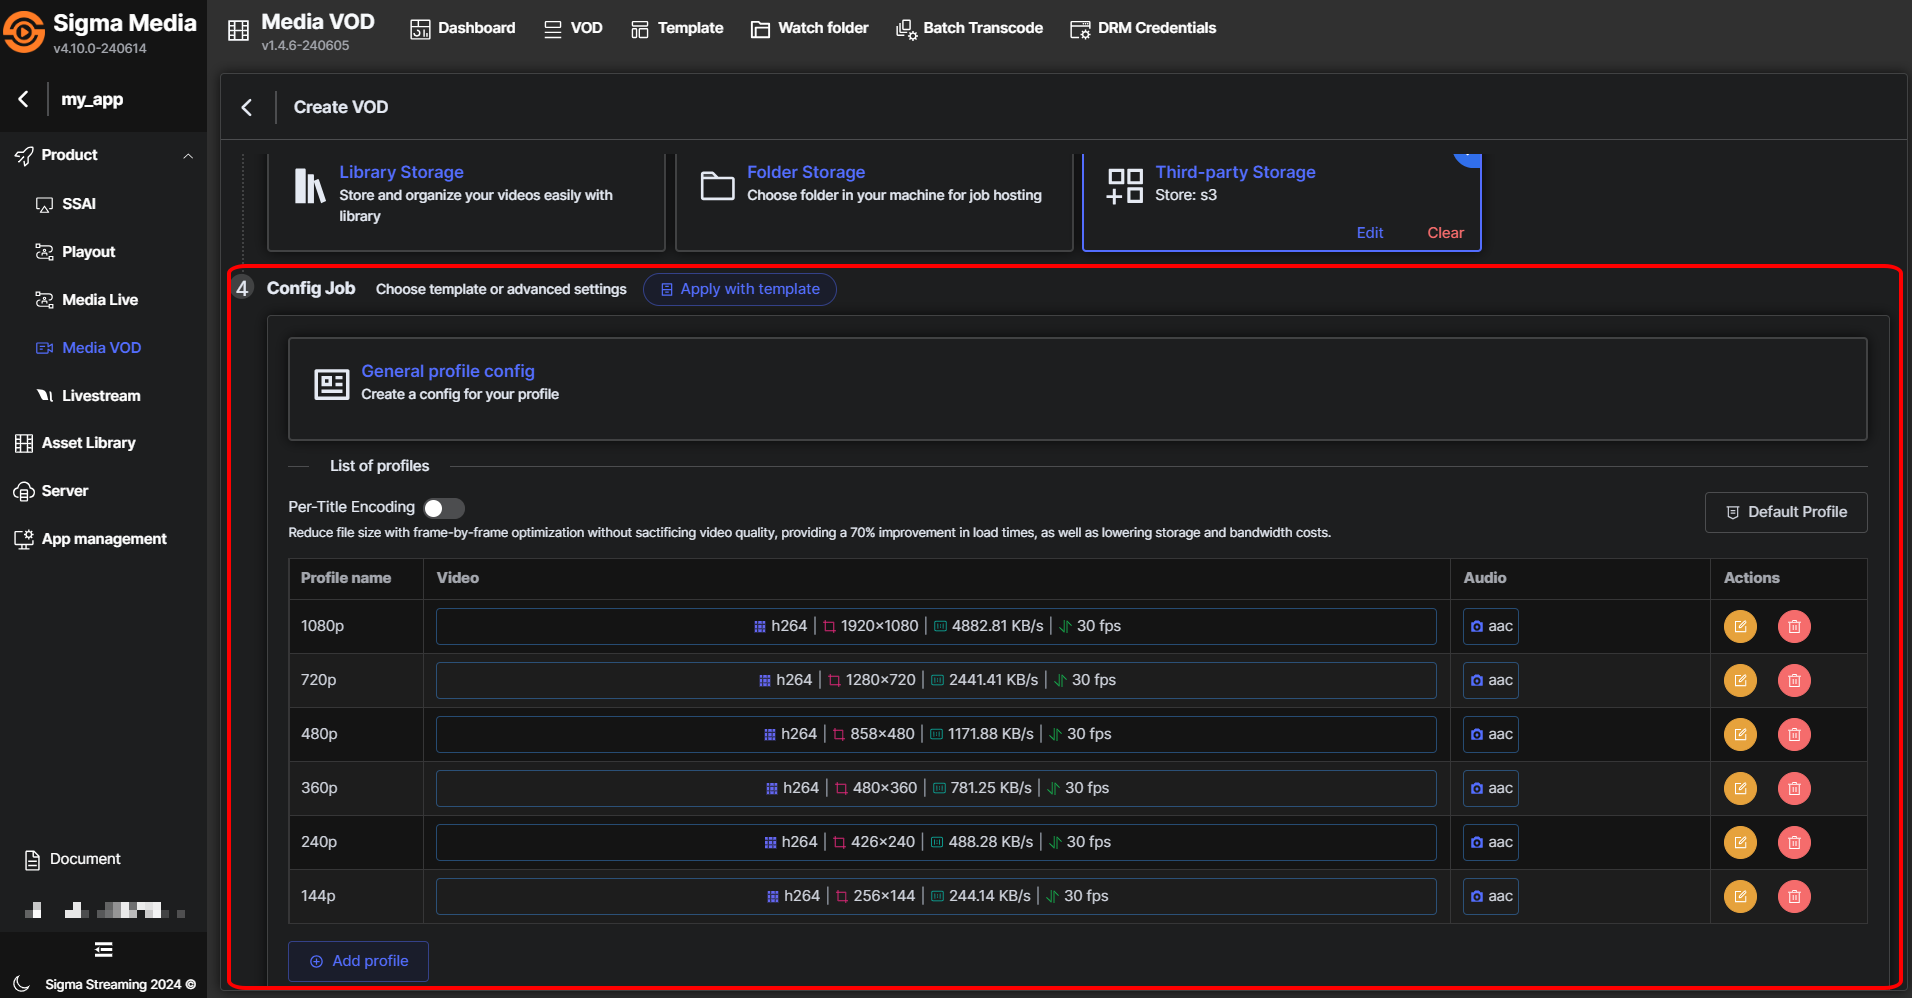 Sigma Media
v4.10.0-240614
my_app
Product
SSAI
Playout
Media Live
Media VOD
Livestream
Asset Library
Server
App management
Document
Sigma Streaming 2024 ©
Media VOD
v1.4.6-240605
Dashboard
VOD
Template
Watch folder
Batch Transcode
DRM Credentials
Create VOD
Library Storage
Store and organize your videos easily with
library
Folder Storage
Choose folder in your machine for job hosting
Third-party Storage
Store: s3
Edit
Clear
4
Config Job
Choose template or advanced settings
Apply with template
General profile config
Create a config for your profile
List of profiles
Per-Title Encoding
Default Profile
Reduce file size with frame-by-frame optimization without sactificing video quality, providing a 70% improvement in load times, as well as lowering storage and bandwidth costs.
Profile name Video Audio Actions
1080p h264 | 1920×1080 | 4882.81 KB/s | 30 fps aac
720p h264 | 1280×720 | 2441.41 KB/s | 30 fps aac
480p h264 | 858×480 | 1171.88 KB/s | 30 fps aac
360p h264 | 480×360 | 781.25 KB/s | 30 fps aac
240p h264 | 426×240 | 488.28 KB/s | 30 fps aac
144p h264 | 256×144 | 244.14 KB/s | 30 fps aac
Add profile